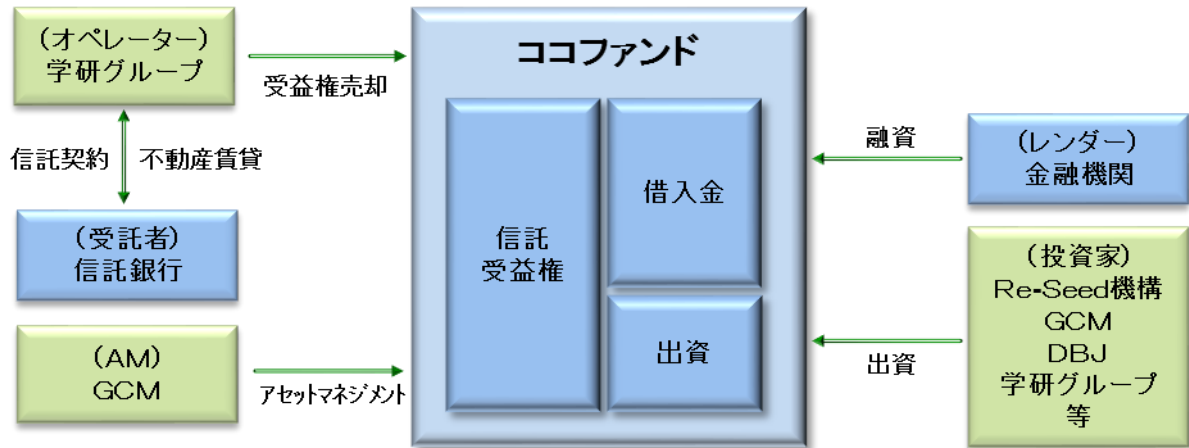 (オペレーター)
学研グループ
受益権売却
信託契約
不動産賃貸
(受託者)
信託銀行
(AM)
GCM
アセットマネジメント
ココファンド
信託
受益権
借入金
出資
融資
(レンダー)
金融機関
出資
(投資家)
Re-Seed機構
GCM
DBJ
学研グループ
等